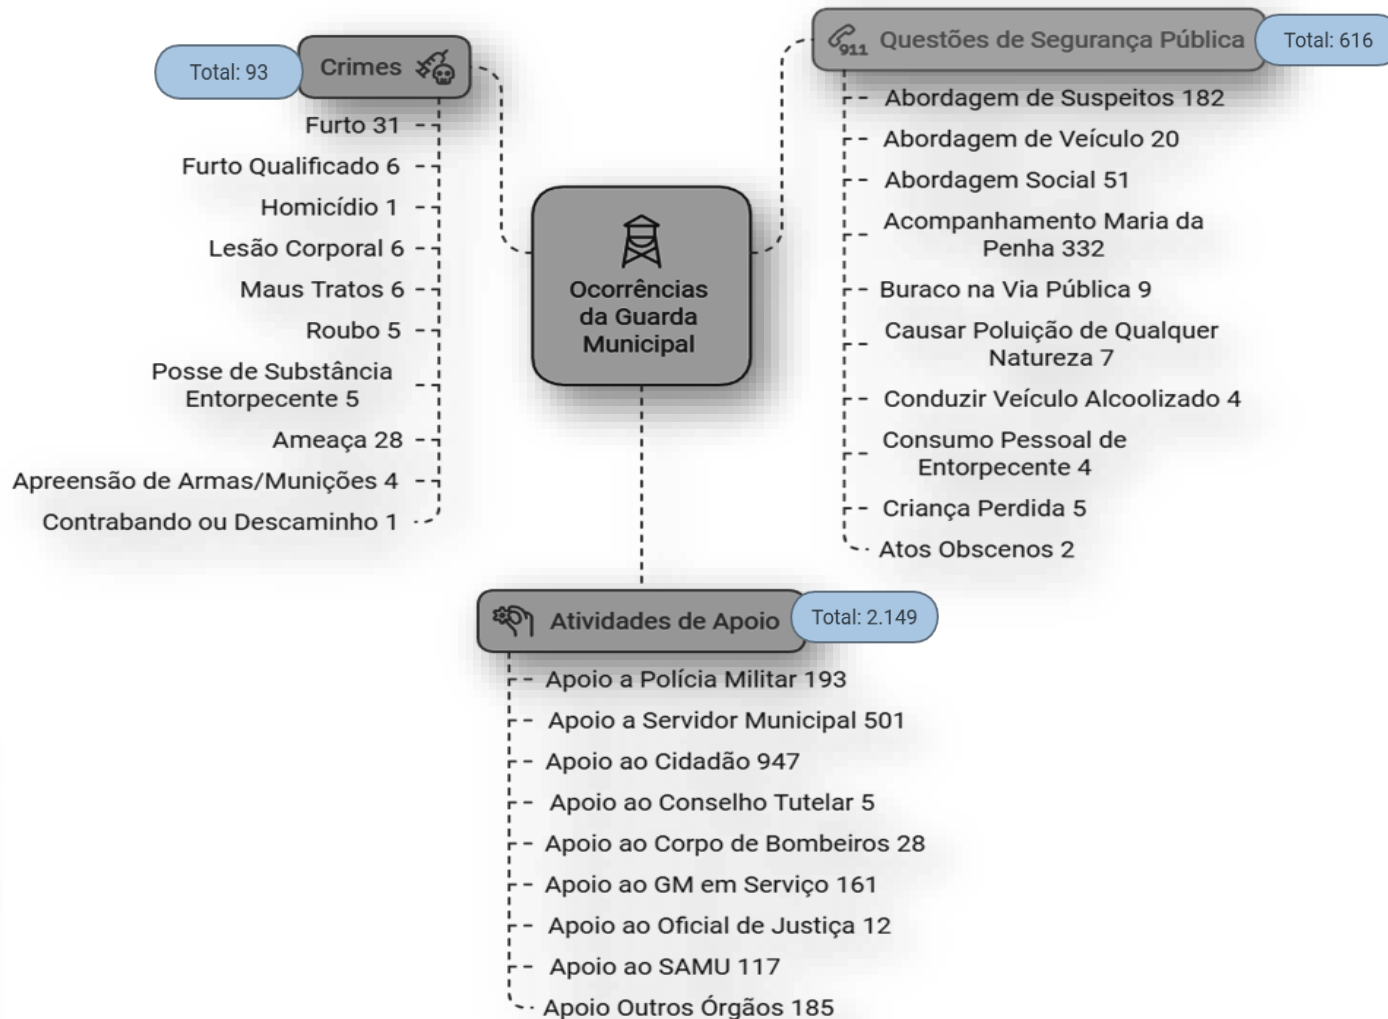 Total: 93
Crimes
Furto 31
Furto Qualificado 6
Homicídio 1
Lesão Corporal 6
Maus Tratos 6
Roubo 5
Posse de Substância
Entorpecente 5
Ameaça 28
Apreensão de Armas/Munições 4
Contrabando ou Descaminho 1
Ocorrências
da Guarda
Municipal
911
Questões de Segurança Pública
Total: 616
Abordagem de Suspeitos 182
Abordagem de Veículo 20
Abordagem Social 51
Acompanhamento Maria da
Penha 332
Buraco na Via Pública 9
Causar Poluição de Qualquer
Natureza 7
Conduzir Veículo Alcoolizado 4
Consumo Pessoal de
Entorpecente 4
Criança Perdida 5
Atos Obscenos 2
Atividades de Apoio
Total: 2.149
Apoio a Polícia Militar 193
Apoio a Servidor Municipal 501
Apoio ao Cidadão 947
Apoio ao Conselho Tutelar 5
Apoio ao Corpo de Bombeiros 28
Apoio ao GM em Serviço 161
Apoio ao Oficial de Justiça 12
Apoio ao SAMU 117
Apoio Outros Órgãos 185